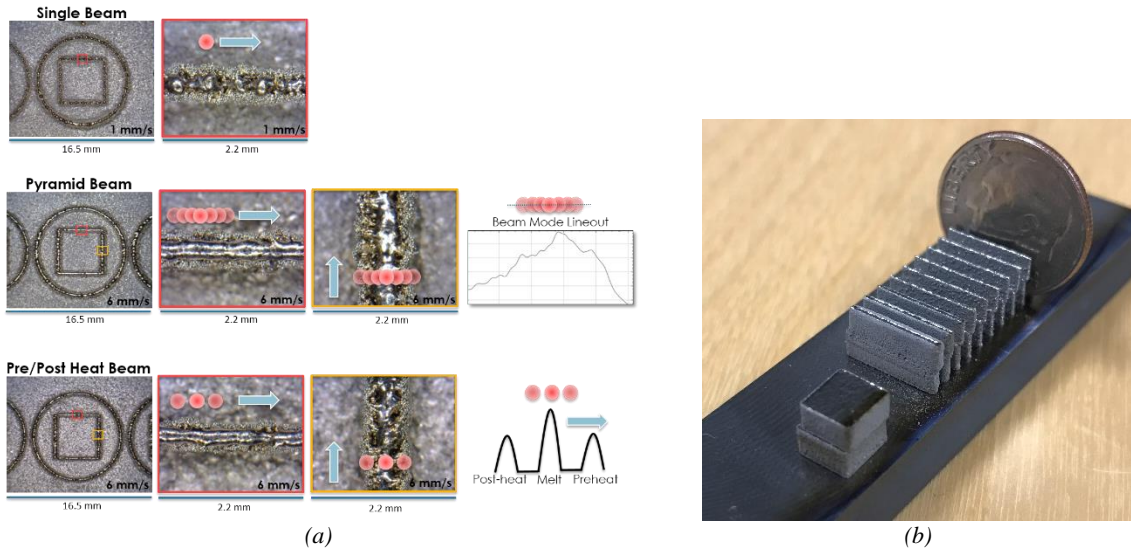 Single Beam
1 mm/s
1 mm/s
16.5 mm
2.2 mm
Pyramid Beam
6 mm/s
6 mm/s
6 mm/s
Beam Mode Lineout
16.5 mm
2.2 mm
2.2 mm
Pre/Post Heat Beam
6 mm/s
6 mm/s
6 mm/s
Post-heat Melt Preheat
16.5 mm
2.2 mm
2.2 mm
(a)
LIBERTY
(b)